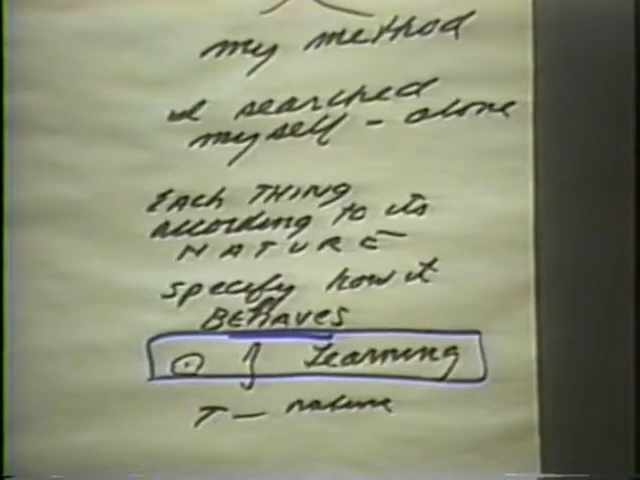 my method
I searched
myself - alone
EACH THING
according to its
NATURE
specify how it
BEHAVES
Learning
T - nature